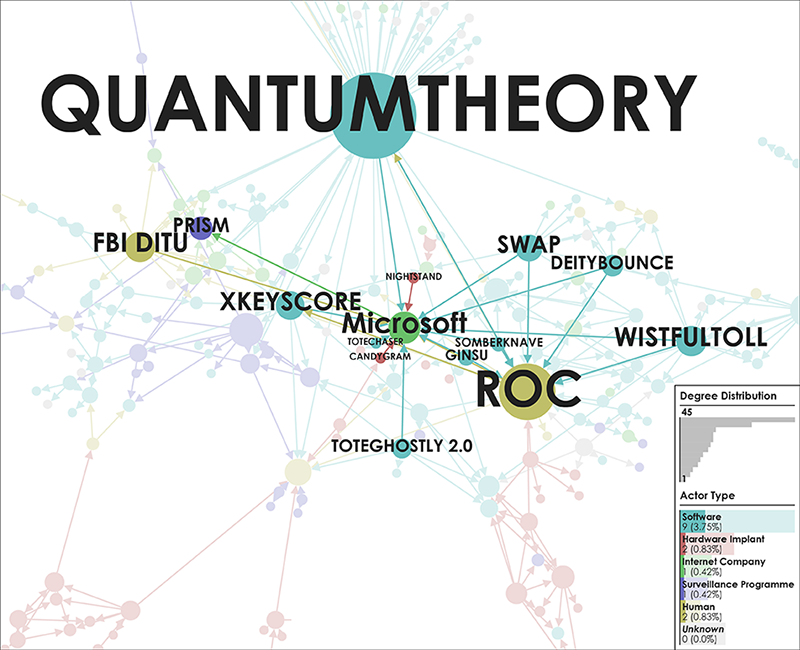 QUANTUMTHEORY
PRISM
FBI DITU
SWAP
DEITYBOUNCE
NIGHTSTAND
XKEYSCORE
Microsoft
WISTFULTOLL
TOTECHASER
SOMBERKNAVE
CANDYGRAM
GINSU
ROC
TOTEGHOSTLY 2.0
Degree Distribution
45
1
Actor Type
Software
9 (3.75%)
Hardware Implant
2 (0.83%)
Internet Company
1 (0.42%)
Surveillance Programme
1 (0.42%)
Human
2 (0.83%)
Unknown
0 (0.0%)